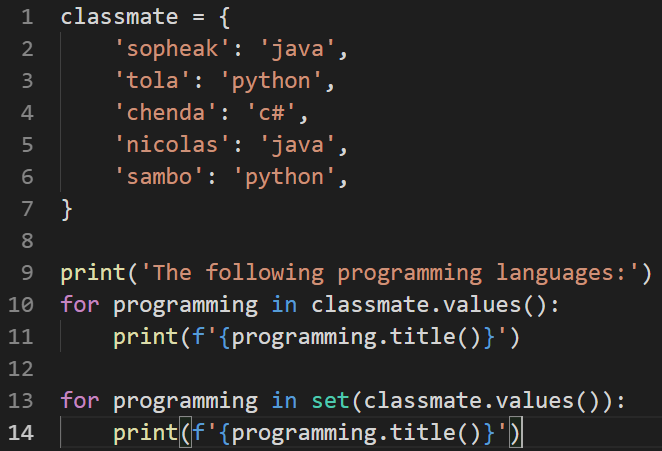 1 classmate = {
2     'sopheak': 'java',
3     'tola': 'python',
4     'chenda': 'c#',
5     'nicolas': 'java',
6     'sambo': 'python',
7 }
8
9 print('The following programming languages:')
10 for programming in classmate.values():
11     print(f'{programming.title()}')
12
13 for programming in set(classmate.values()):
14     print(f'{programming.title()}')